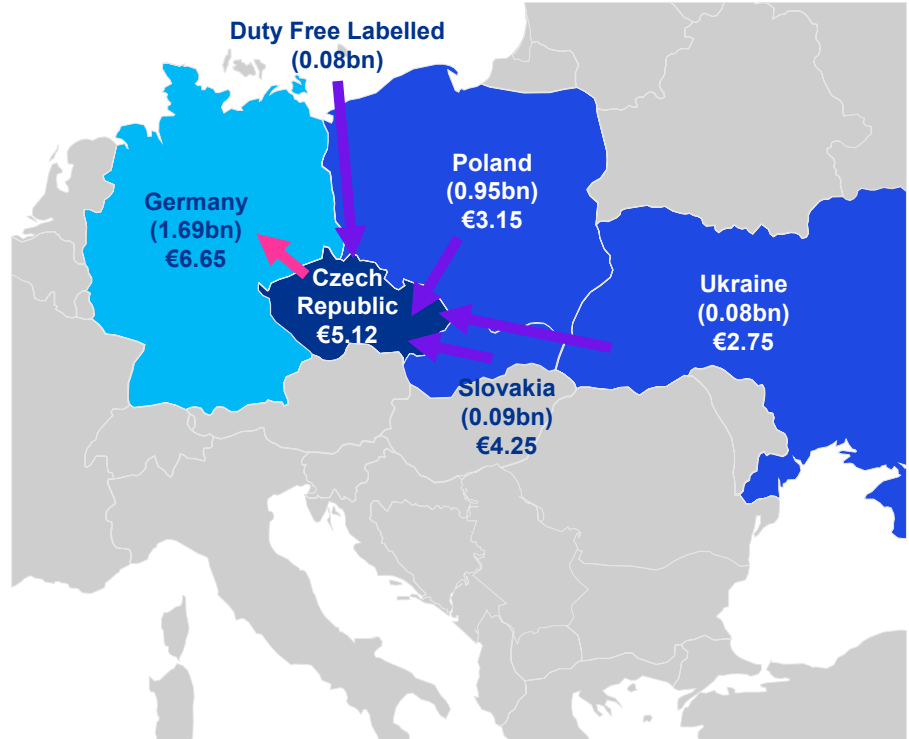 Duty Free Labelled
(0.08bn)
Poland
(0.95bn)
€3.15
Germany
(1.69bn)
€6.65
Czech
Republic
€5.12
Ukraine
(0.08bn)
€2.75
Slovakia
(0.09bn)
€4.25